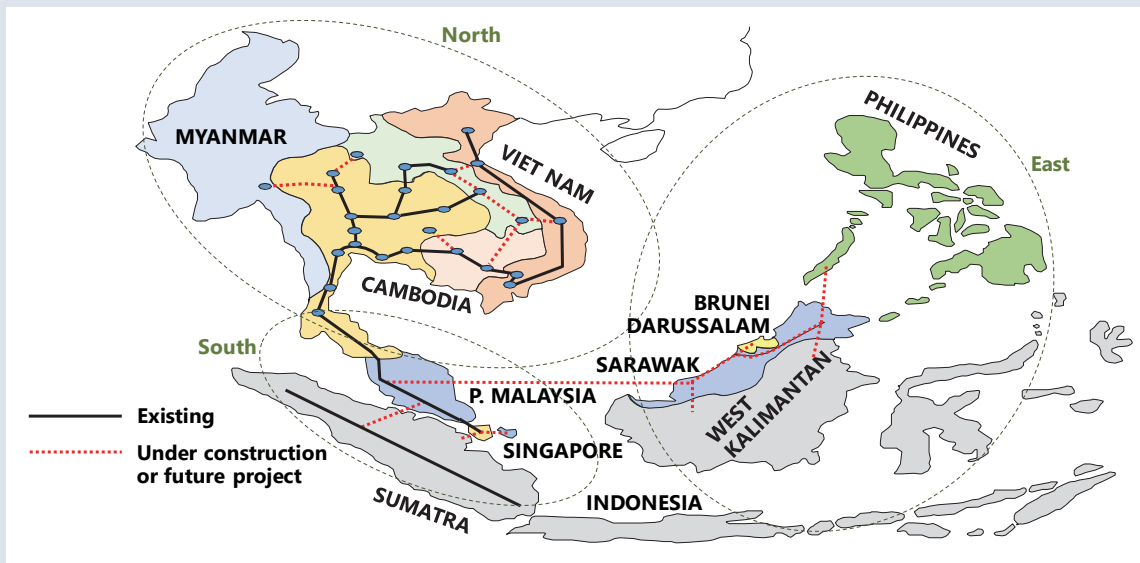 North
MYANMAR
VIET NAM
PHILIPPINES
East
CAMBODIA
BRUNEI
DARUSSALAM
South
SARAWAK
P. MALAYSIA
WEST
KALIMANTAN
Existing
SINGAPORE
Under construction
or future project
SUMATRA
INDONESIA